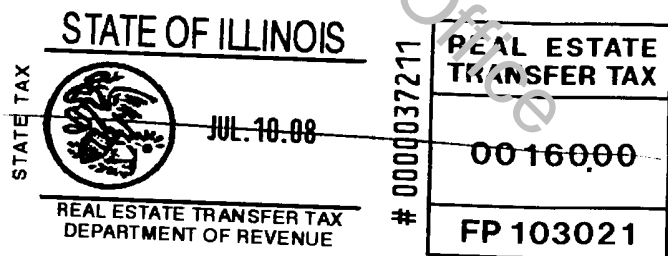 STATE OF ILLINOIS
STATE TAX
JUL. 10.08
REAL ESTATE TRANSFER TAX
DEPARTMENT OF REVENUE
# 0000037211
REAL ESTATE
TRANSFER TAX
0016000
FP 103021
Office